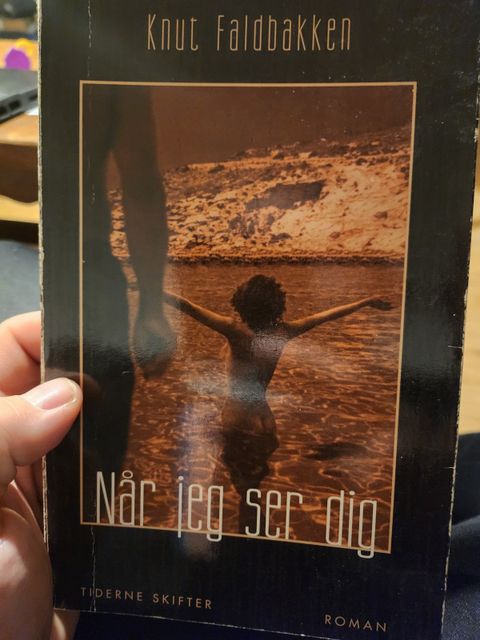 Knut Faldbakken
Når jeg ser dig
TIDERNE SKIFTER
ROMAN